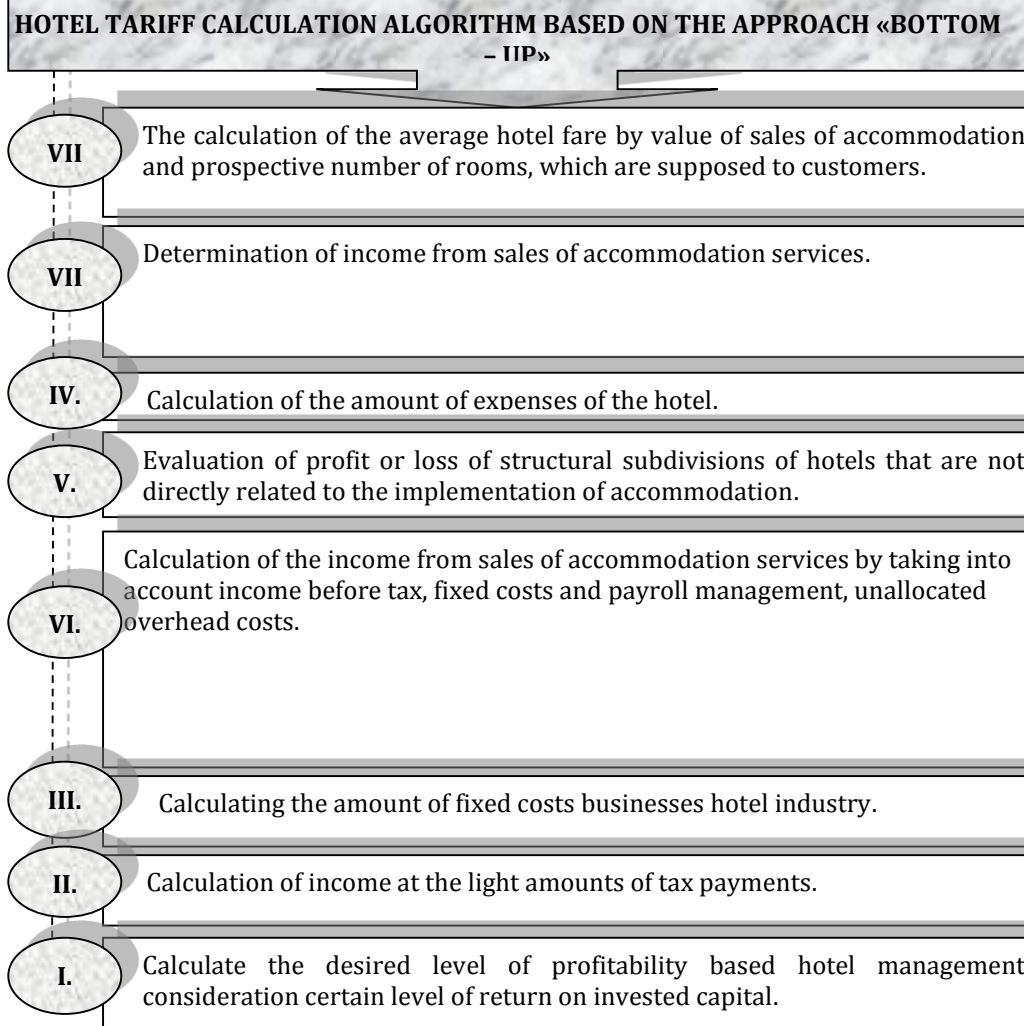 HOTEL TARIFF CALCULATION ALGORITHM BASED ON THE APPROACH «BOTTOM
– UP»
VII
The calculation of the average hotel fare by value of sales of accommodation
and prospective number of rooms, which are supposed to customers.
VII
Determination of income from sales of accommodation services.
IV.
Calculation of the amount of expenses of the hotel.
V.
Evaluation of profit or loss of structural subdivisions of hotels that are not
directly related to the implementation of accommodation.
VI.
Calculation of the income from sales of accommodation services by taking into
account income before tax, fixed costs and payroll management, unallocated
overhead costs.
III.
Calculating the amount of fixed costs businesses hotel industry.
II.
Calculation of income at the light amounts of tax payments.
I.
Calculate the desired level of profitability based hotel management
consideration certain level of return on invested capital.